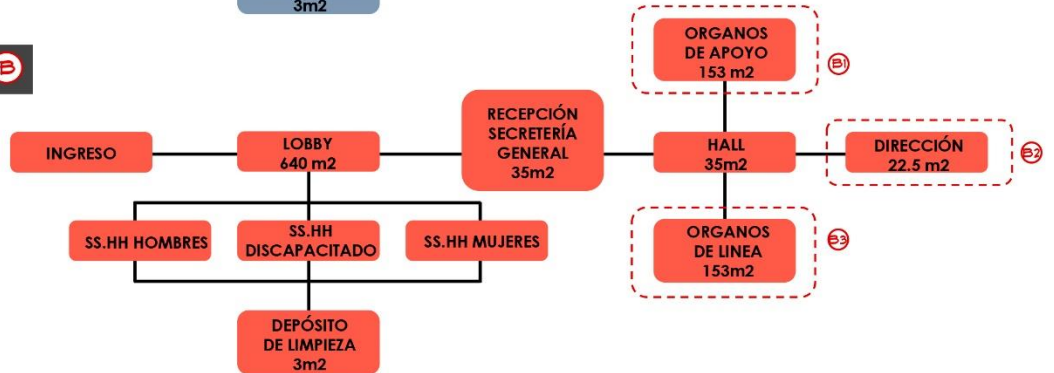 3m2
B
ORGANOS
DE APOYO
153 m2
B1
INGRESO
LOBBY
640 m2
RECEPCIÓN
SECRETERÍA
GENERAL
35m2
HALL
35m2
DIRECCIÓN
22.5 m2
B2
SS.HH HOMBRES
SS.HH
DISCAPACITADO
SS.HH MUJERES
ORGANOS
DE LINEA
153m2
B3
DEPÓSITO
DE LIMPIEZA
3m2